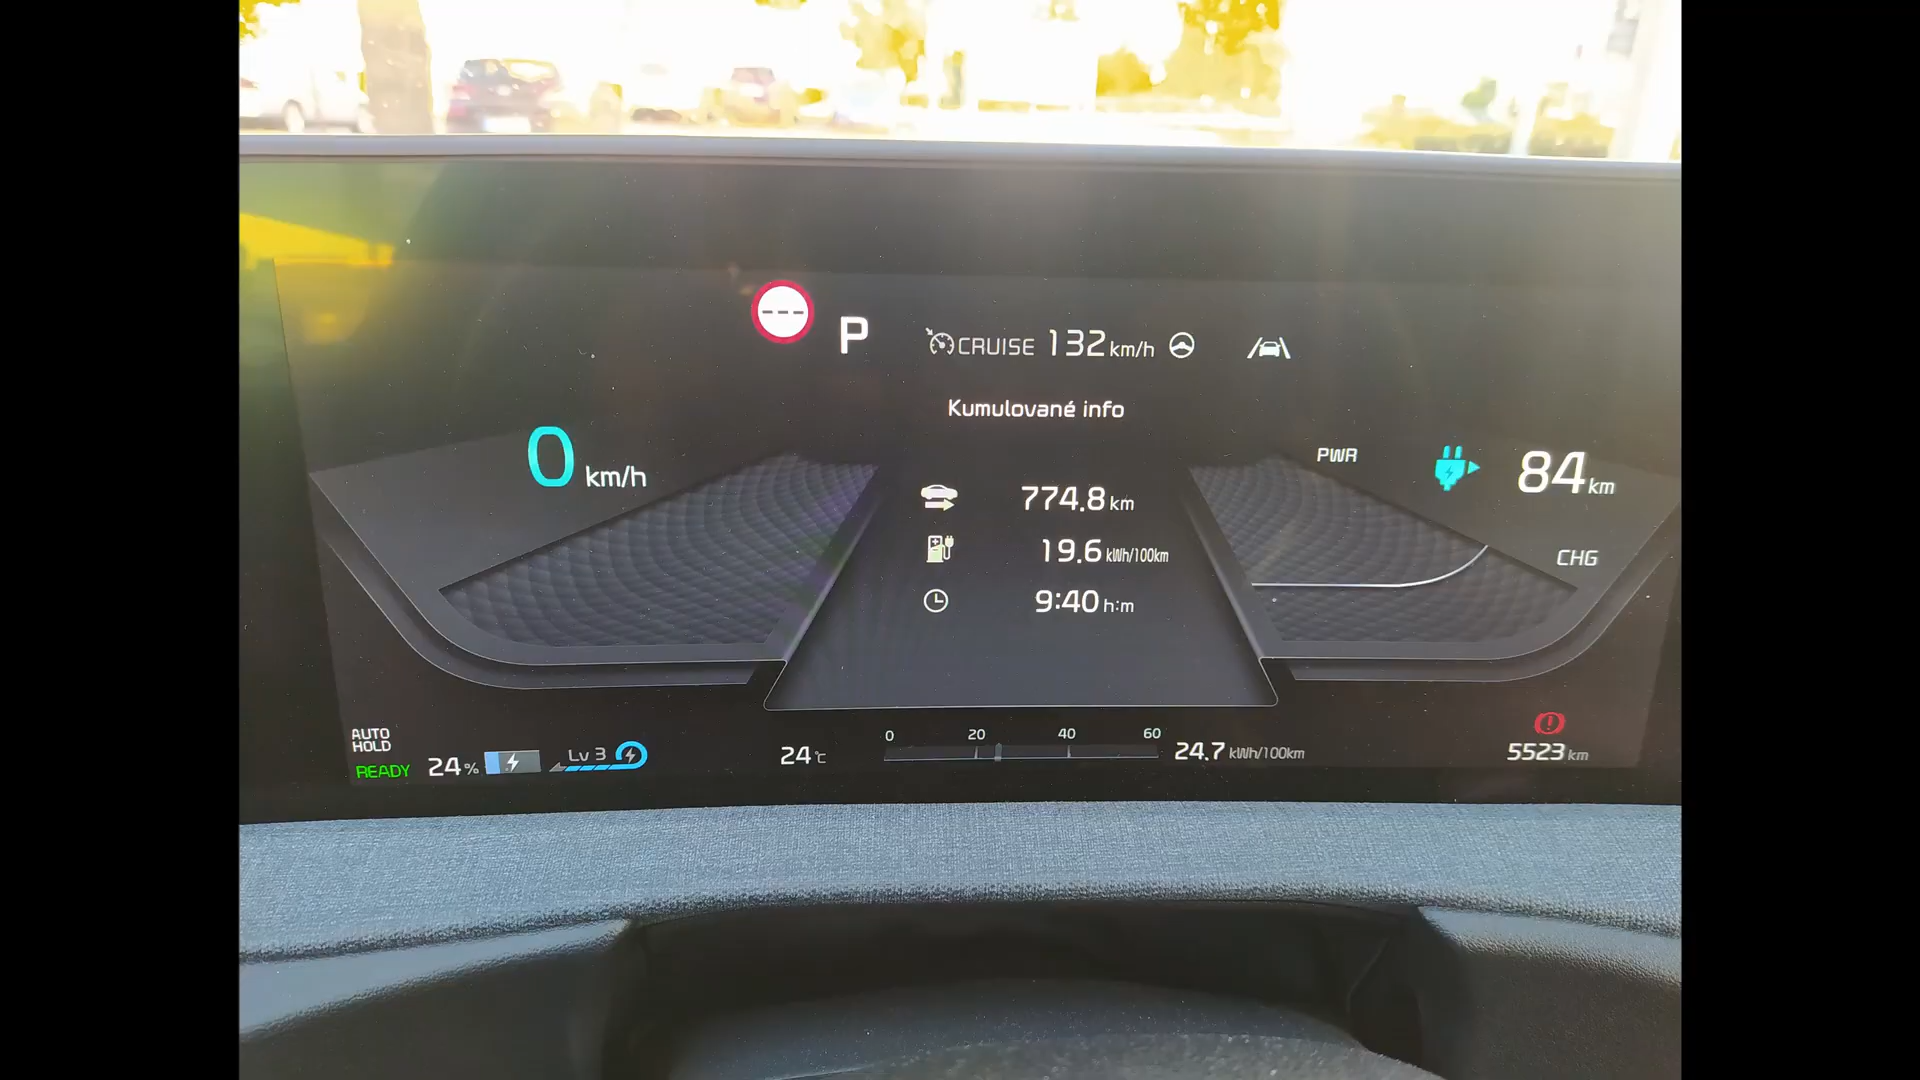 ---
P
CRUISE 132 km/h
Kumulované info
0 km/h
PWR
84 km
774.8 km
19.6 kWh/100km
CHG
9:40 h:m
AUTO HOLD
READY
24%
Lv 3
24 °C
0 20 40 60
24.7 kWh/100km
5523 km